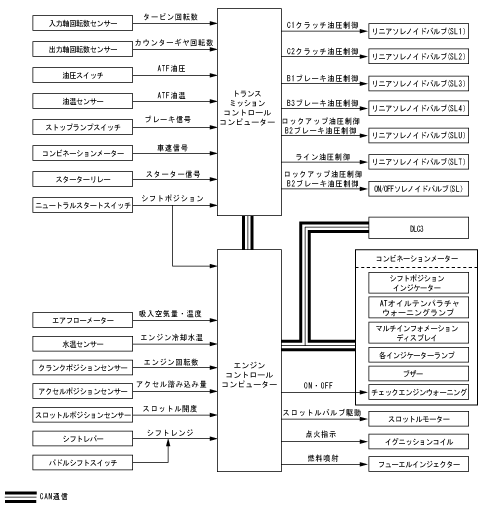 入力軸回転数センサー
タービン回転数
出力軸回転数センサー
カウンターギヤ回転数
油圧スイッチ
ATF油圧
油温センサー
ATF油温
ストップランプスイッチ
ブレーキ信号
コンビネーションメーター
車速信号
スターターリレー
スターター信号
ニュートラルスタートスイッチ
シフトポジション
トランス
ミッション
コントロール
コンピューター
C1クラッチ油圧制御
リニアソレノイドバルブ(SL1)
C2クラッチ油圧制御
リニアソレノイドバルブ(SL2)
B1ブレーキ油圧制御
リニアソレノイドバルブ(SL3)
B3ブレーキ油圧制御
リニアソレノイドバルブ(SL4)
ロックアップ油圧制御
B2ブレーキ油圧制御
リニアソレノイドバルブ(SLU)
ライン油圧制御
リニアソレノイドバルブ(SLT)
ロックアップ油圧制御
B2ブレーキ油圧制御
ON/OFFソレノイドバルブ(SL)
DLC3
コンビネーションメーター
シフトポジション
インジケーター
ATオイルテンパラチャ
ウォーニングランプ
マルチインフォメーション
ディスプレイ
各インジケーターランプ
ブザー
チェックエンジンウォーニング
エアフローメーター
吸入空気量・温度
水温センサー
エンジン冷却水温
クランクポジションセンサー
エンジン回転数
アクセルポジションセンサー
アクセル踏み込み量
スロットルポジションセンサー
スロットル開度
シフトレバー
シフトレンジ
パドルシフトスイッチ
エンジン
コントロール
コンピューター
ON・OFF
スロットルバルブ駆動
スロットルモーター
点火指示
イグニッションコイル
燃料噴射
フューエルインジェクター
CAN通信